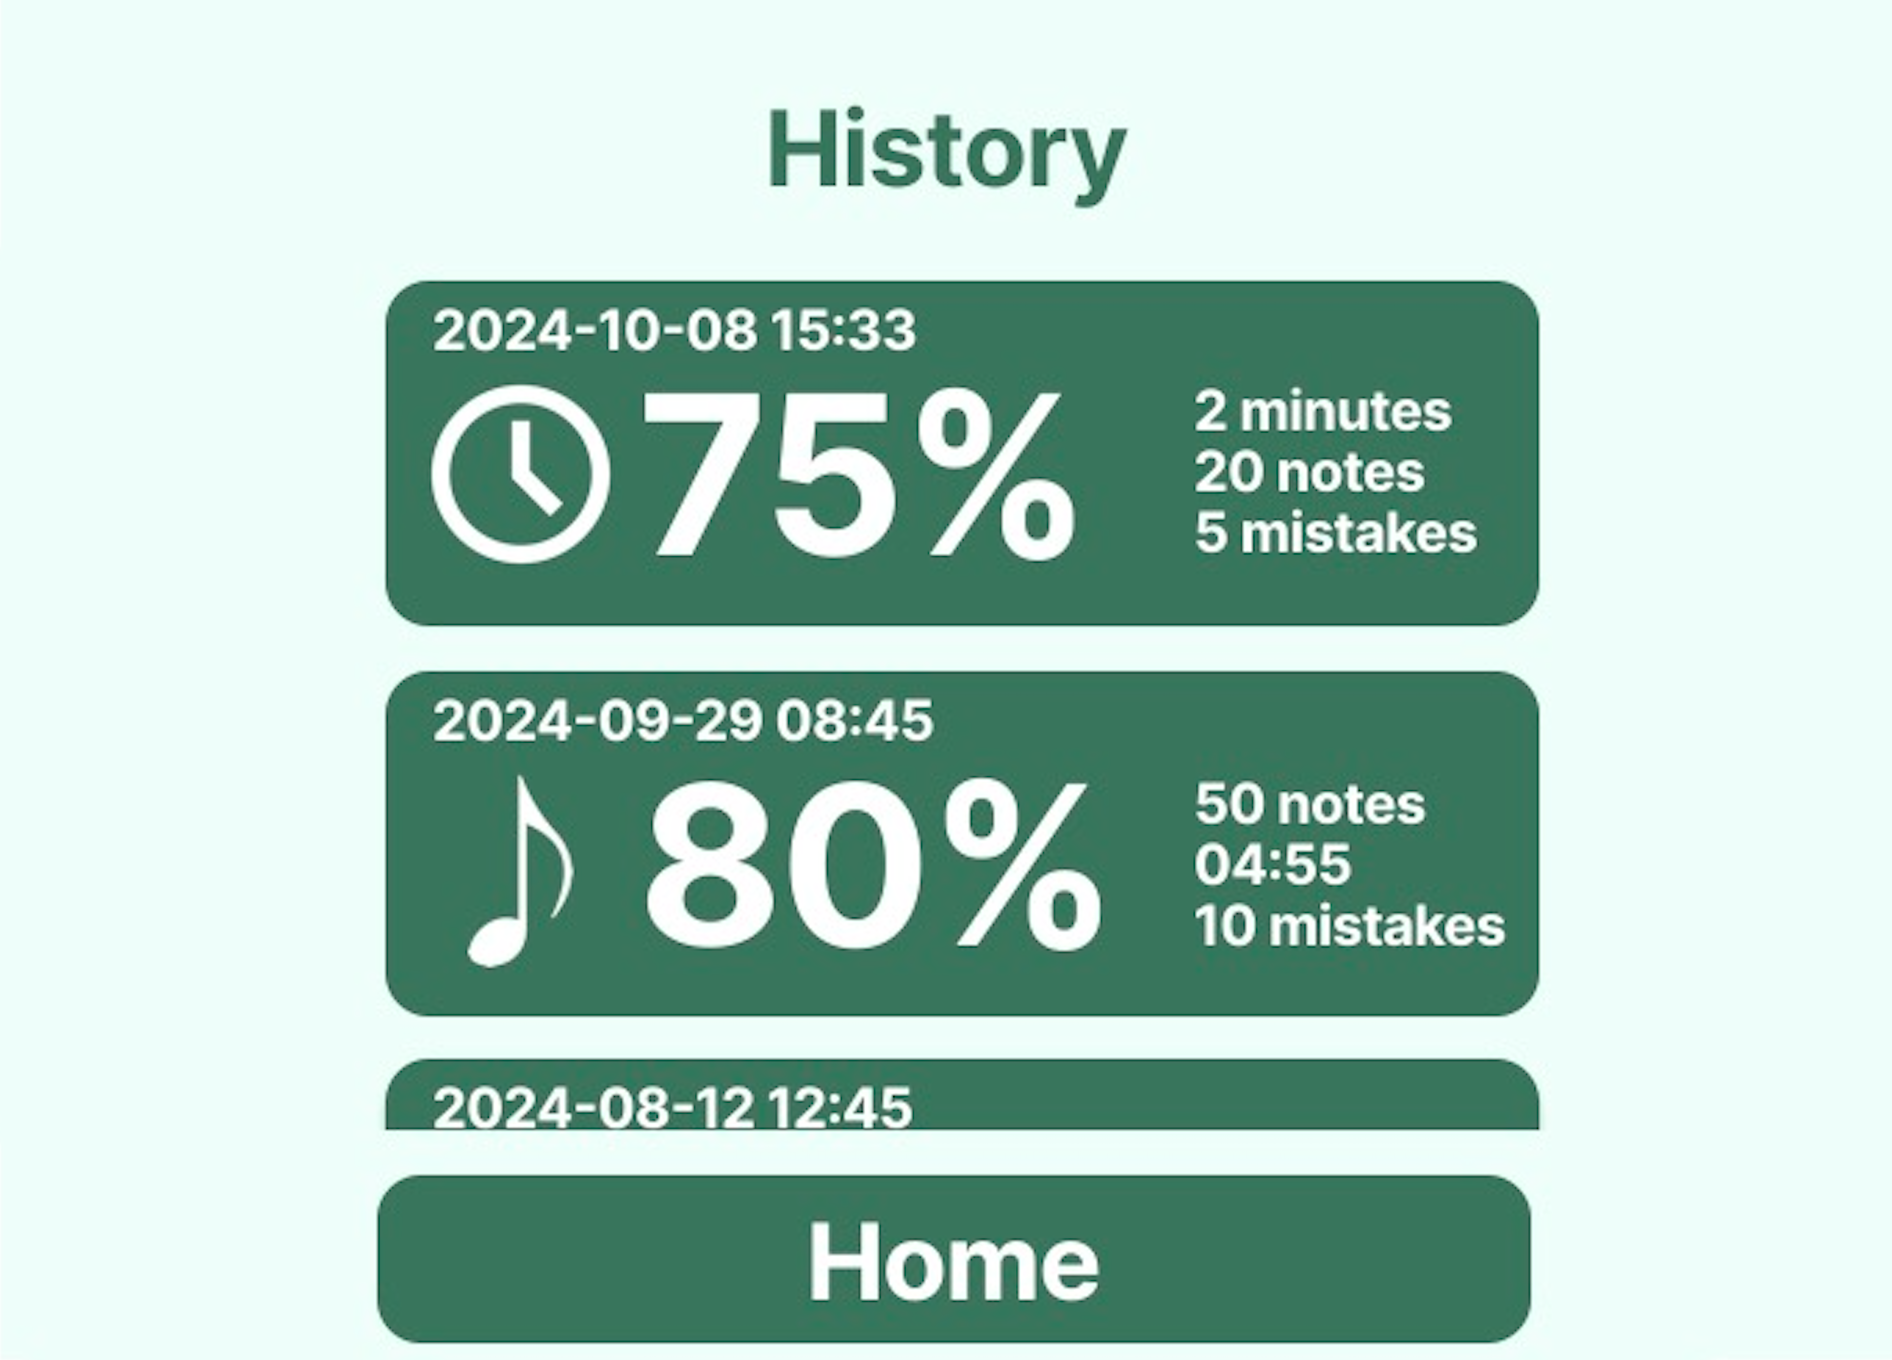 History
2024-10-08 15:33
75%
2 minutes
20 notes
5 mistakes
2024-09-29 08:45
80%
50 notes
04:55
10 mistakes
2024-08-12 12:45
Home